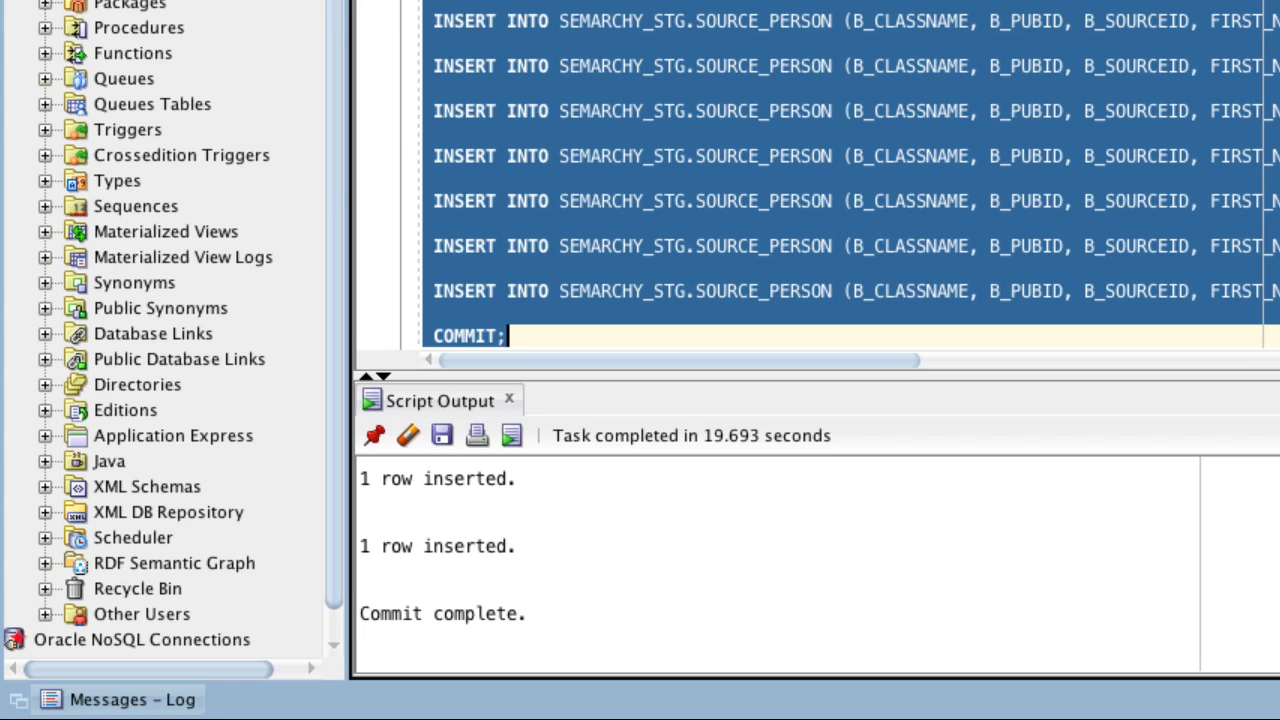 Packages
Procedures
Functions
Queues
Queues Tables
Triggers
Crossedition Triggers
Types
Sequences
Materialized Views
Materialized View Logs
Synonyms
Public Synonyms
Database Links
Public Database Links
Directories
Editions
Application Express
Java
XML Schemas
XML DB Repository
Scheduler
RDF Semantic Graph
Recycle Bin
Other Users
Oracle NoSQL Connections
INSERT INTO SEMARCHY_STG.SOURCE_PERSON (B_CLASSNAME, B_PUBID, B_SOURCEID, FIRST_N
INSERT INTO SEMARCHY_STG.SOURCE_PERSON (B_CLASSNAME, B_PUBID, B_SOURCEID, FIRST_N
INSERT INTO SEMARCHY_STG.SOURCE_PERSON (B_CLASSNAME, B_PUBID, B_SOURCEID, FIRST_N
INSERT INTO SEMARCHY_STG.SOURCE_PERSON (B_CLASSNAME, B_PUBID, B_SOURCEID, FIRST_N
INSERT INTO SEMARCHY_STG.SOURCE_PERSON (B_CLASSNAME, B_PUBID, B_SOURCEID, FIRST_N
INSERT INTO SEMARCHY_STG.SOURCE_PERSON (B_CLASSNAME, B_PUBID, B_SOURCEID, FIRST_N
INSERT INTO SEMARCHY_STG.SOURCE_PERSON (B_CLASSNAME, B_PUBID, B_SOURCEID, FIRST_N
COMMIT;
Script Output x
Task completed in 19.693 seconds
1 row inserted.
1 row inserted.
Commit complete.
Messages - Log